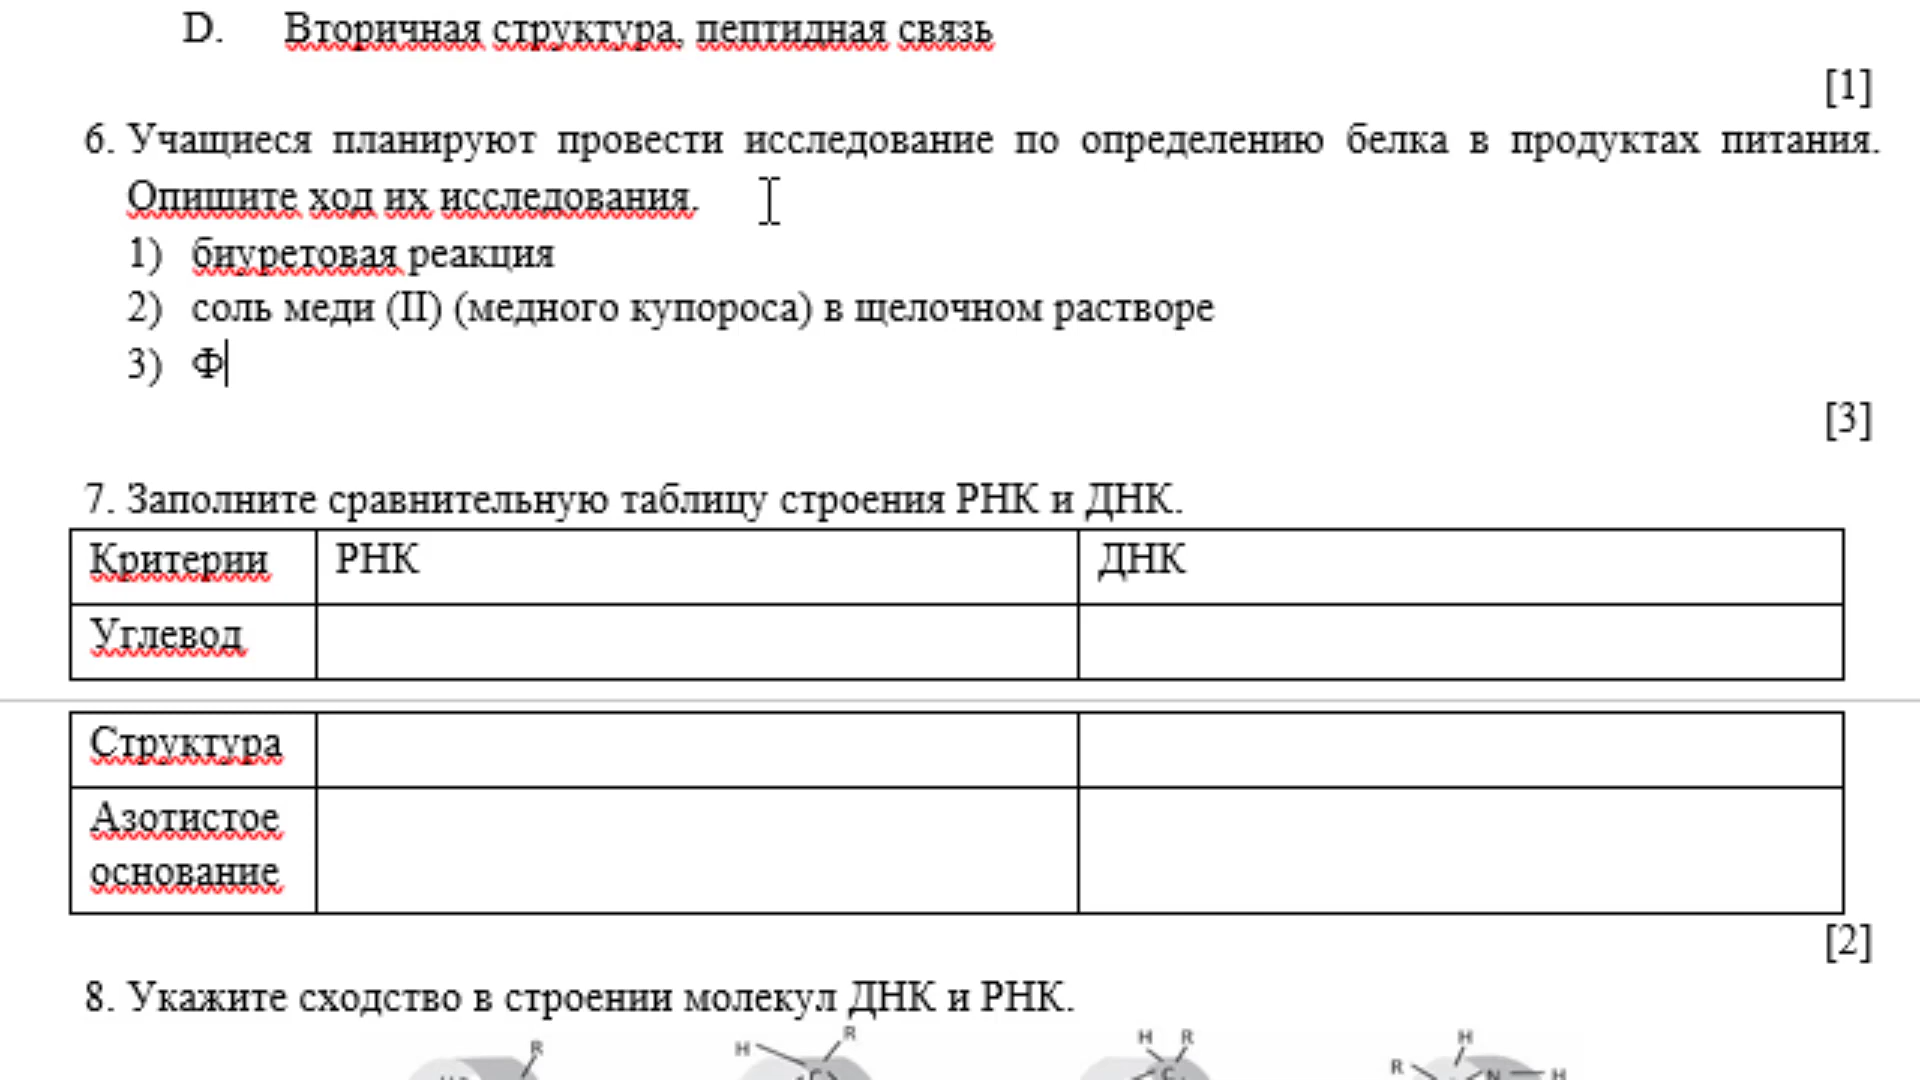 D. Вторичная структура, пептидная связь
[1]
6. Учащиеся планируют провести исследование по определению белка в продуктах питания.
Опишите ход их исследования.
1) биуретовая реакция
2) соль меди (II) (медного купороса) в щелочном растворе
3) Ф
[3]
7. Заполните сравнительную таблицу строения РНК и ДНК.
Критерии РНК ДНК
Углевод
Структура
Азотистое
основание
[2]
8. Укажите сходство в строении молекул ДНК и РНК.
R H R H R H
R N H